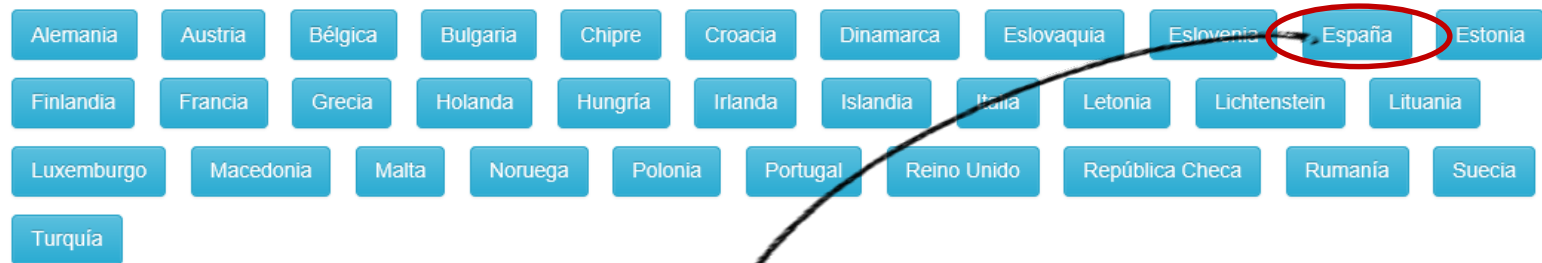 Alemania Austria Bélgica Bulgaria Chipre Croacia Dinamarca Eslovaquia Eslovenia España Estonia
Finlandia Francia Grecia Holanda Hungría Irlanda Islandia Italia Letonia Lichtenstein Lituania
Luxemburgo Macedonia Malta Noruega Polonia Portugal Reino Unido República Checa Rumanía Suecia
Turquía